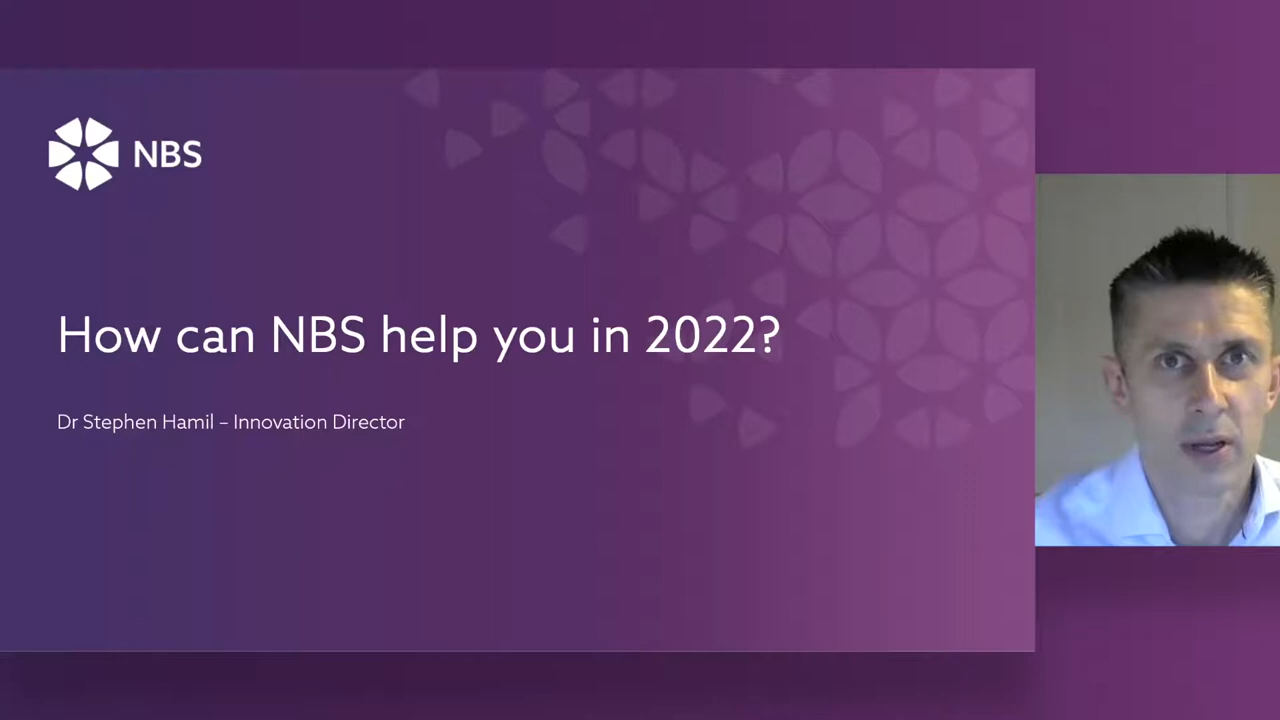 NBS
How can NBS help you in 2022?
Dr Stephen Hamil – Innovation Director